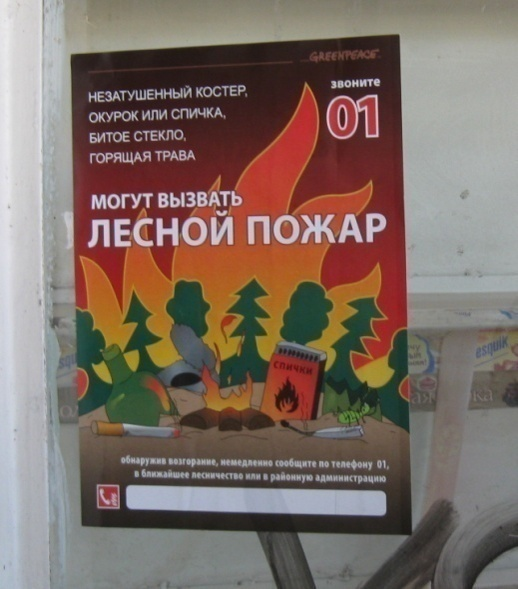 GREENPEACE
НЕЗАТУШЕННЫЙ КОСТЕР,
ОКУРОК ИЛИ СПИЧКА,
БИТОЕ СТЕКЛО,
ГОРЯЩАЯ ТРАВА
звоните
01
МОГУТ ВЫЗВАТЬ
ЛЕСНОЙ ПОЖАР
СПИЧКИ
обнаружив возгорание, немедленно сообщите по телефону 01,
в ближайшее лесничество или в районную администрацию
esquik